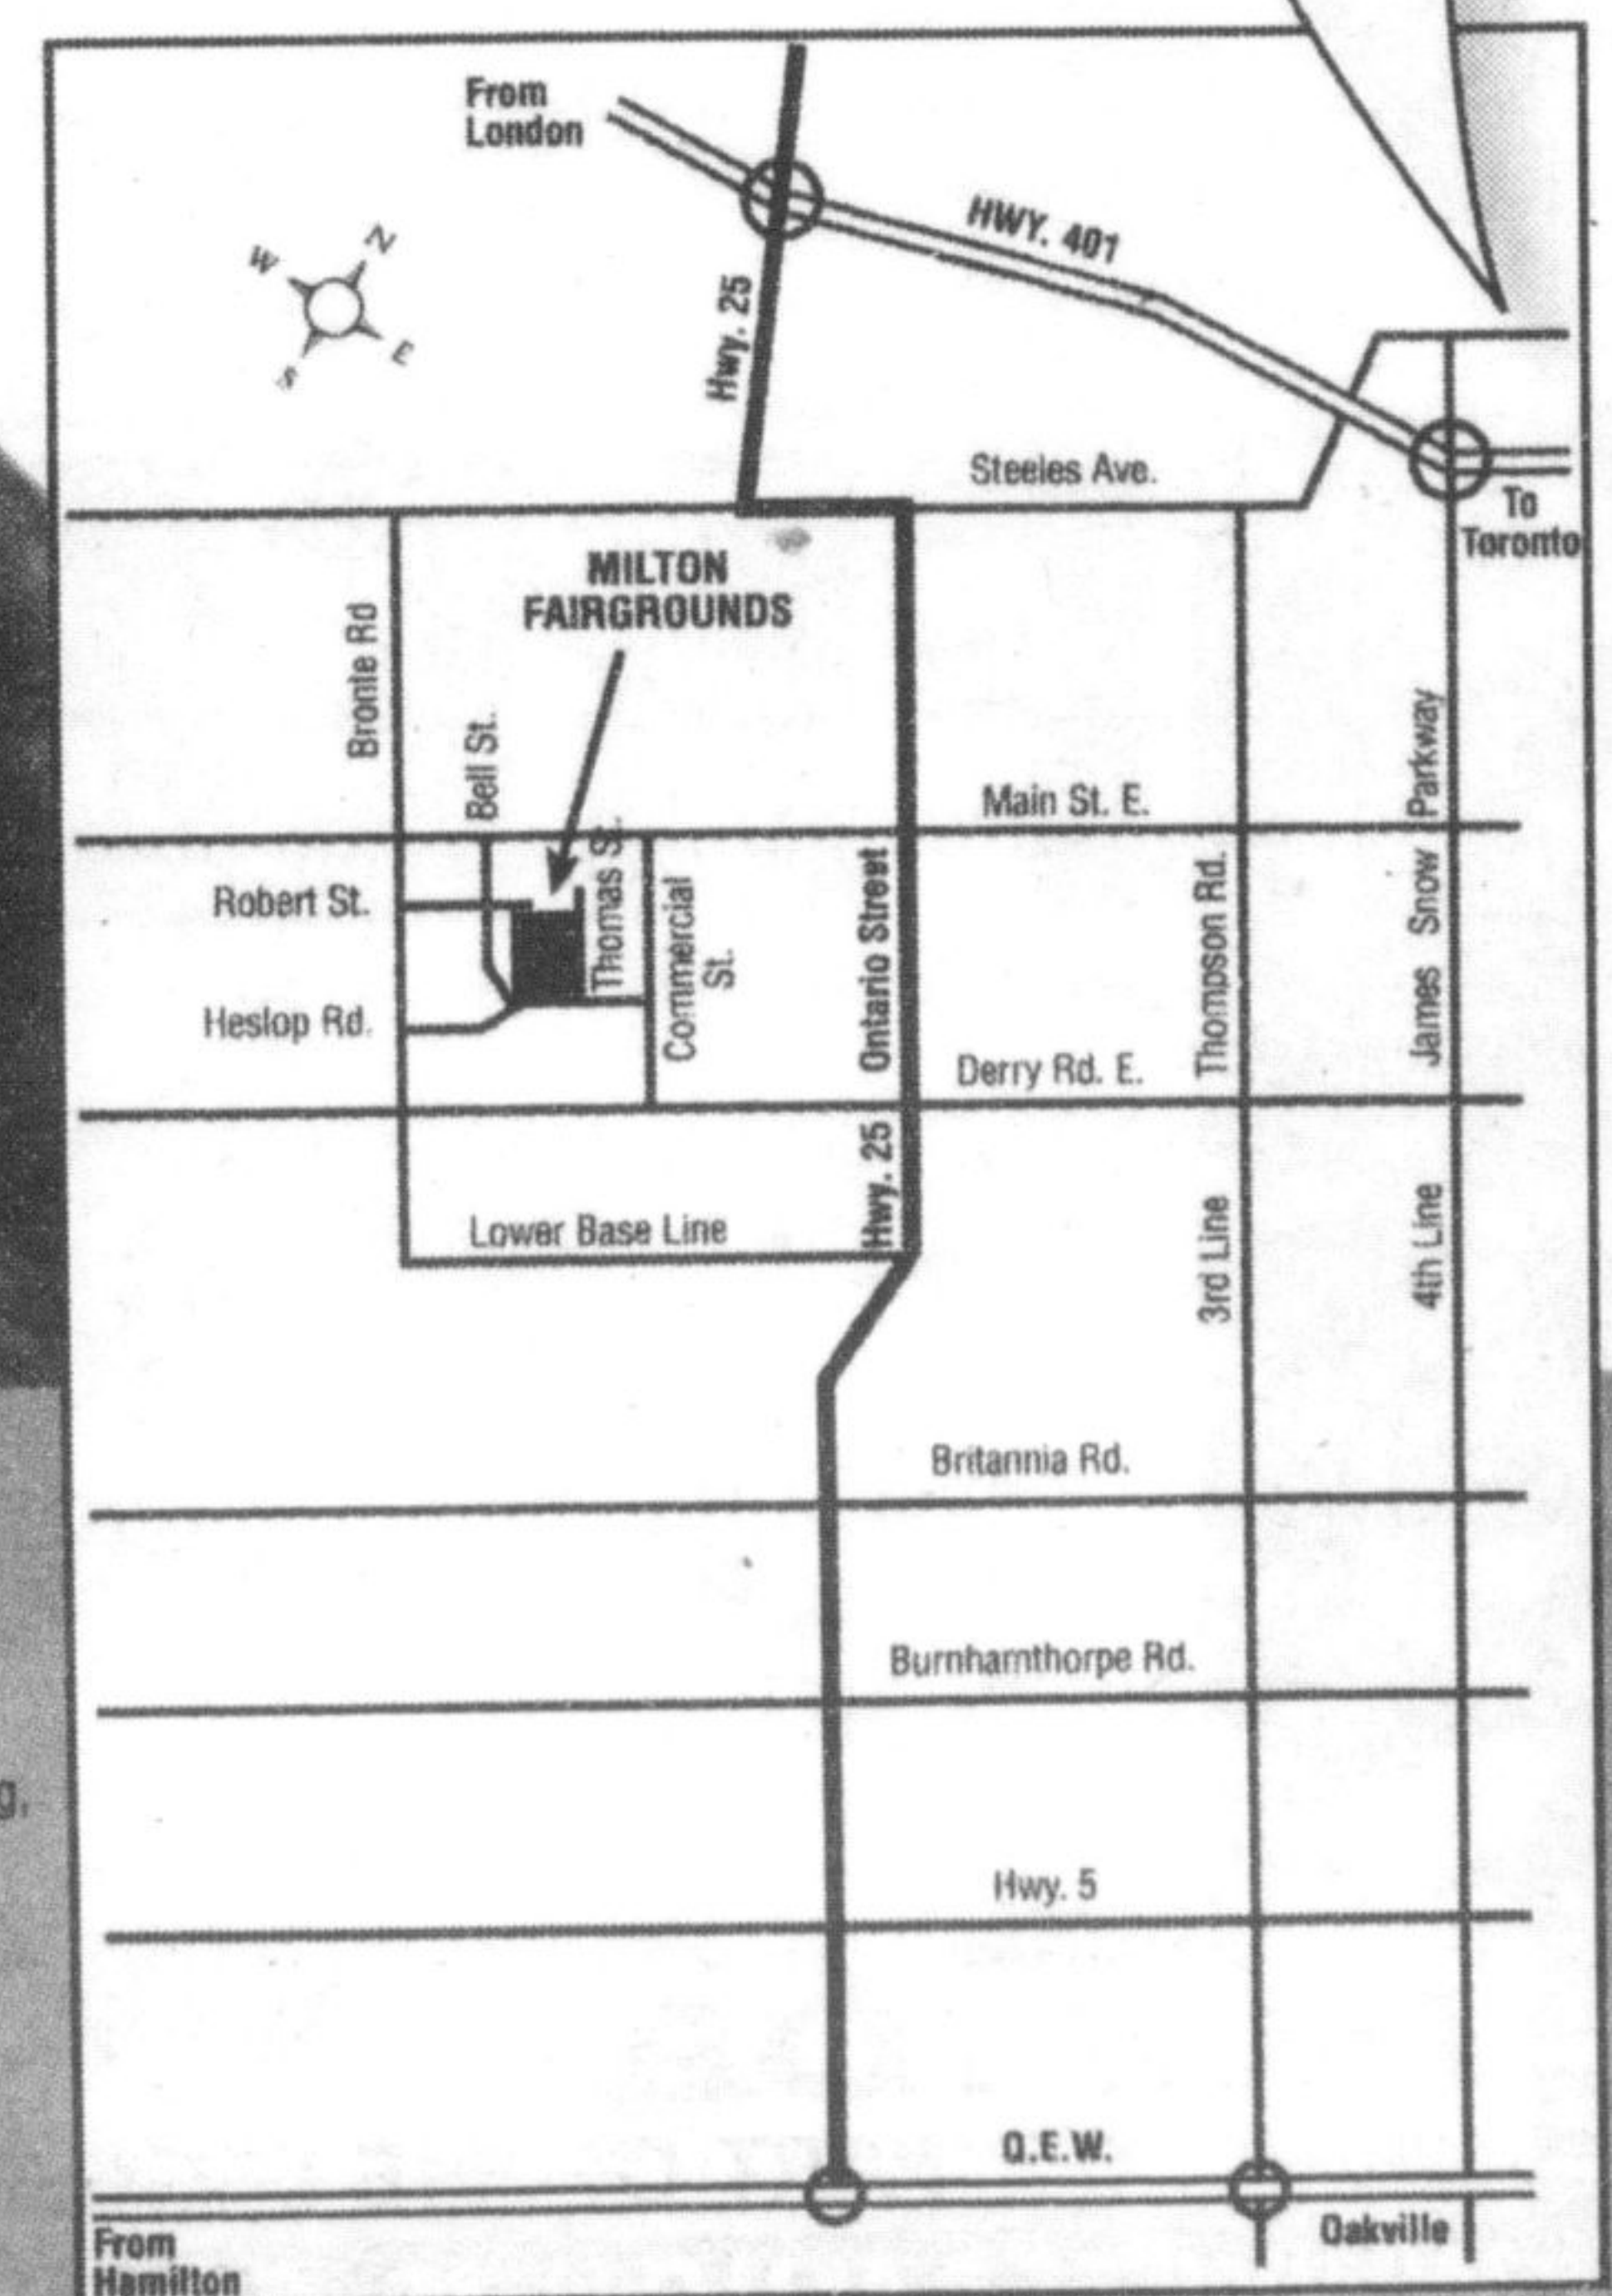 From
London
HWY. 401
N
W
E
S
Hwy. 25
Steeles Ave.
To
Toronto
MILTON
FAIRGROUNDS
Bronte Rd
Bell St.
Main St. E.
James Snow Parkway
Robert St.
Thomas St.
Commercial
St.
Ontario Street
Thompson Rd.
Heslop Rd.
Derry Rd. E.
Hwy. 25
Lower Base Line
3rd Line
4th Line
Britannia Rd.
Burnhamthorpe Rd.
g,
Hwy. 5
Q.E.W.
Oakville
From
Hamilton